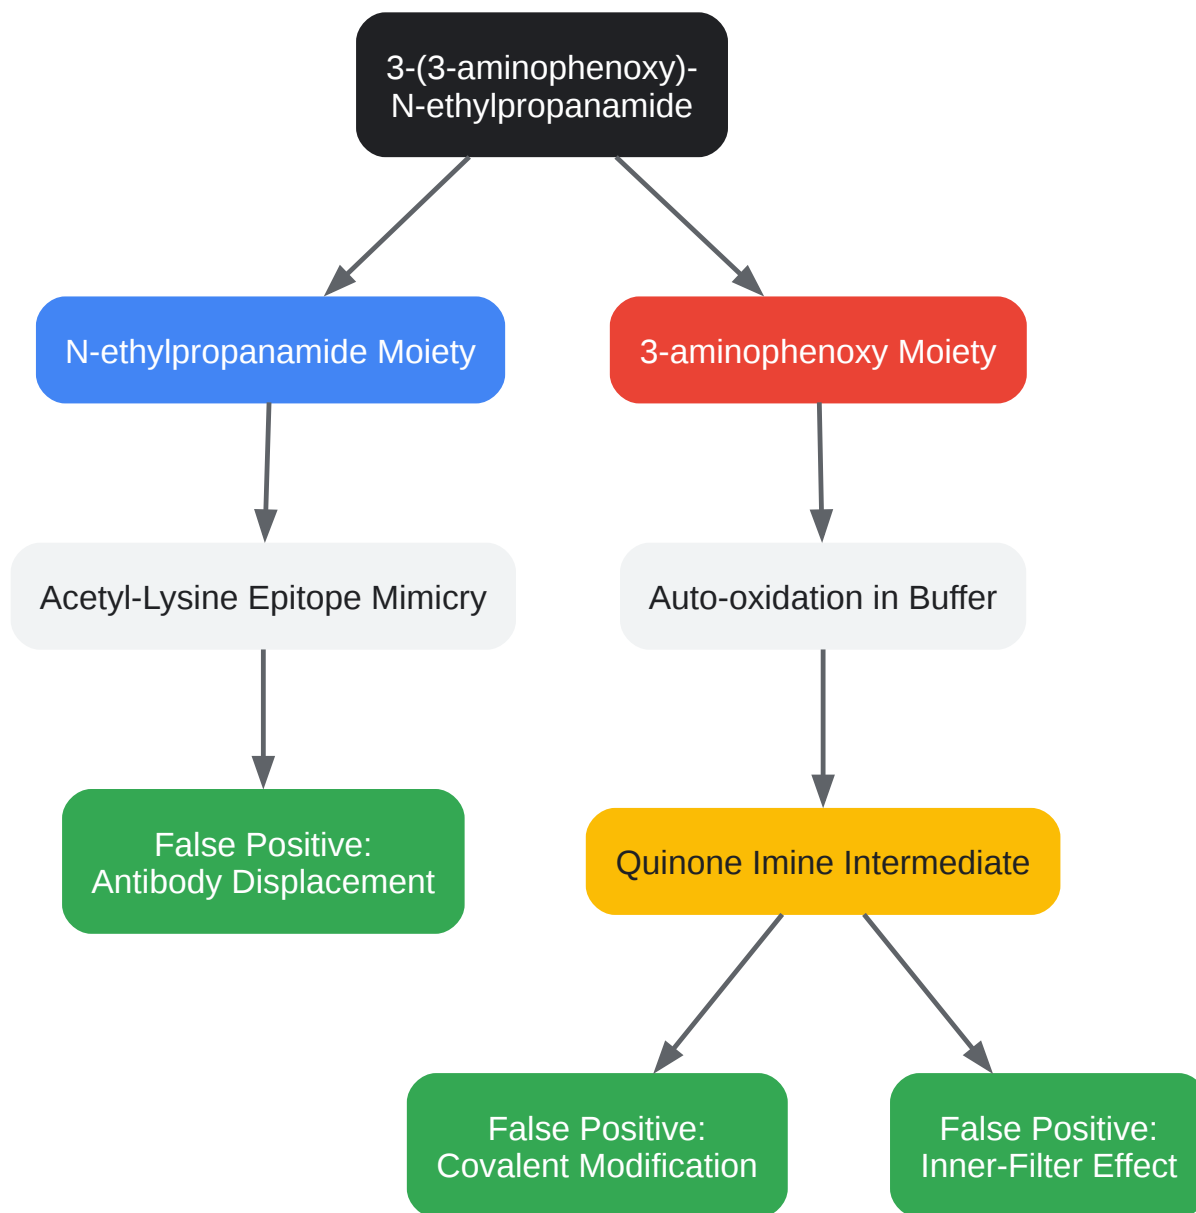 3-(3-aminophenoxy)-
N-ethylpropanamide
N-ethylpropanamide Moiety
3-aminophenoxy Moiety
Acetyl-Lysine Epitope Mimicry
Auto-oxidation in Buffer
False Positive:
Antibody Displacement
Quinone Imine Intermediate
False Positive:
Covalent Modification
False Positive:
Inner-Filter Effect